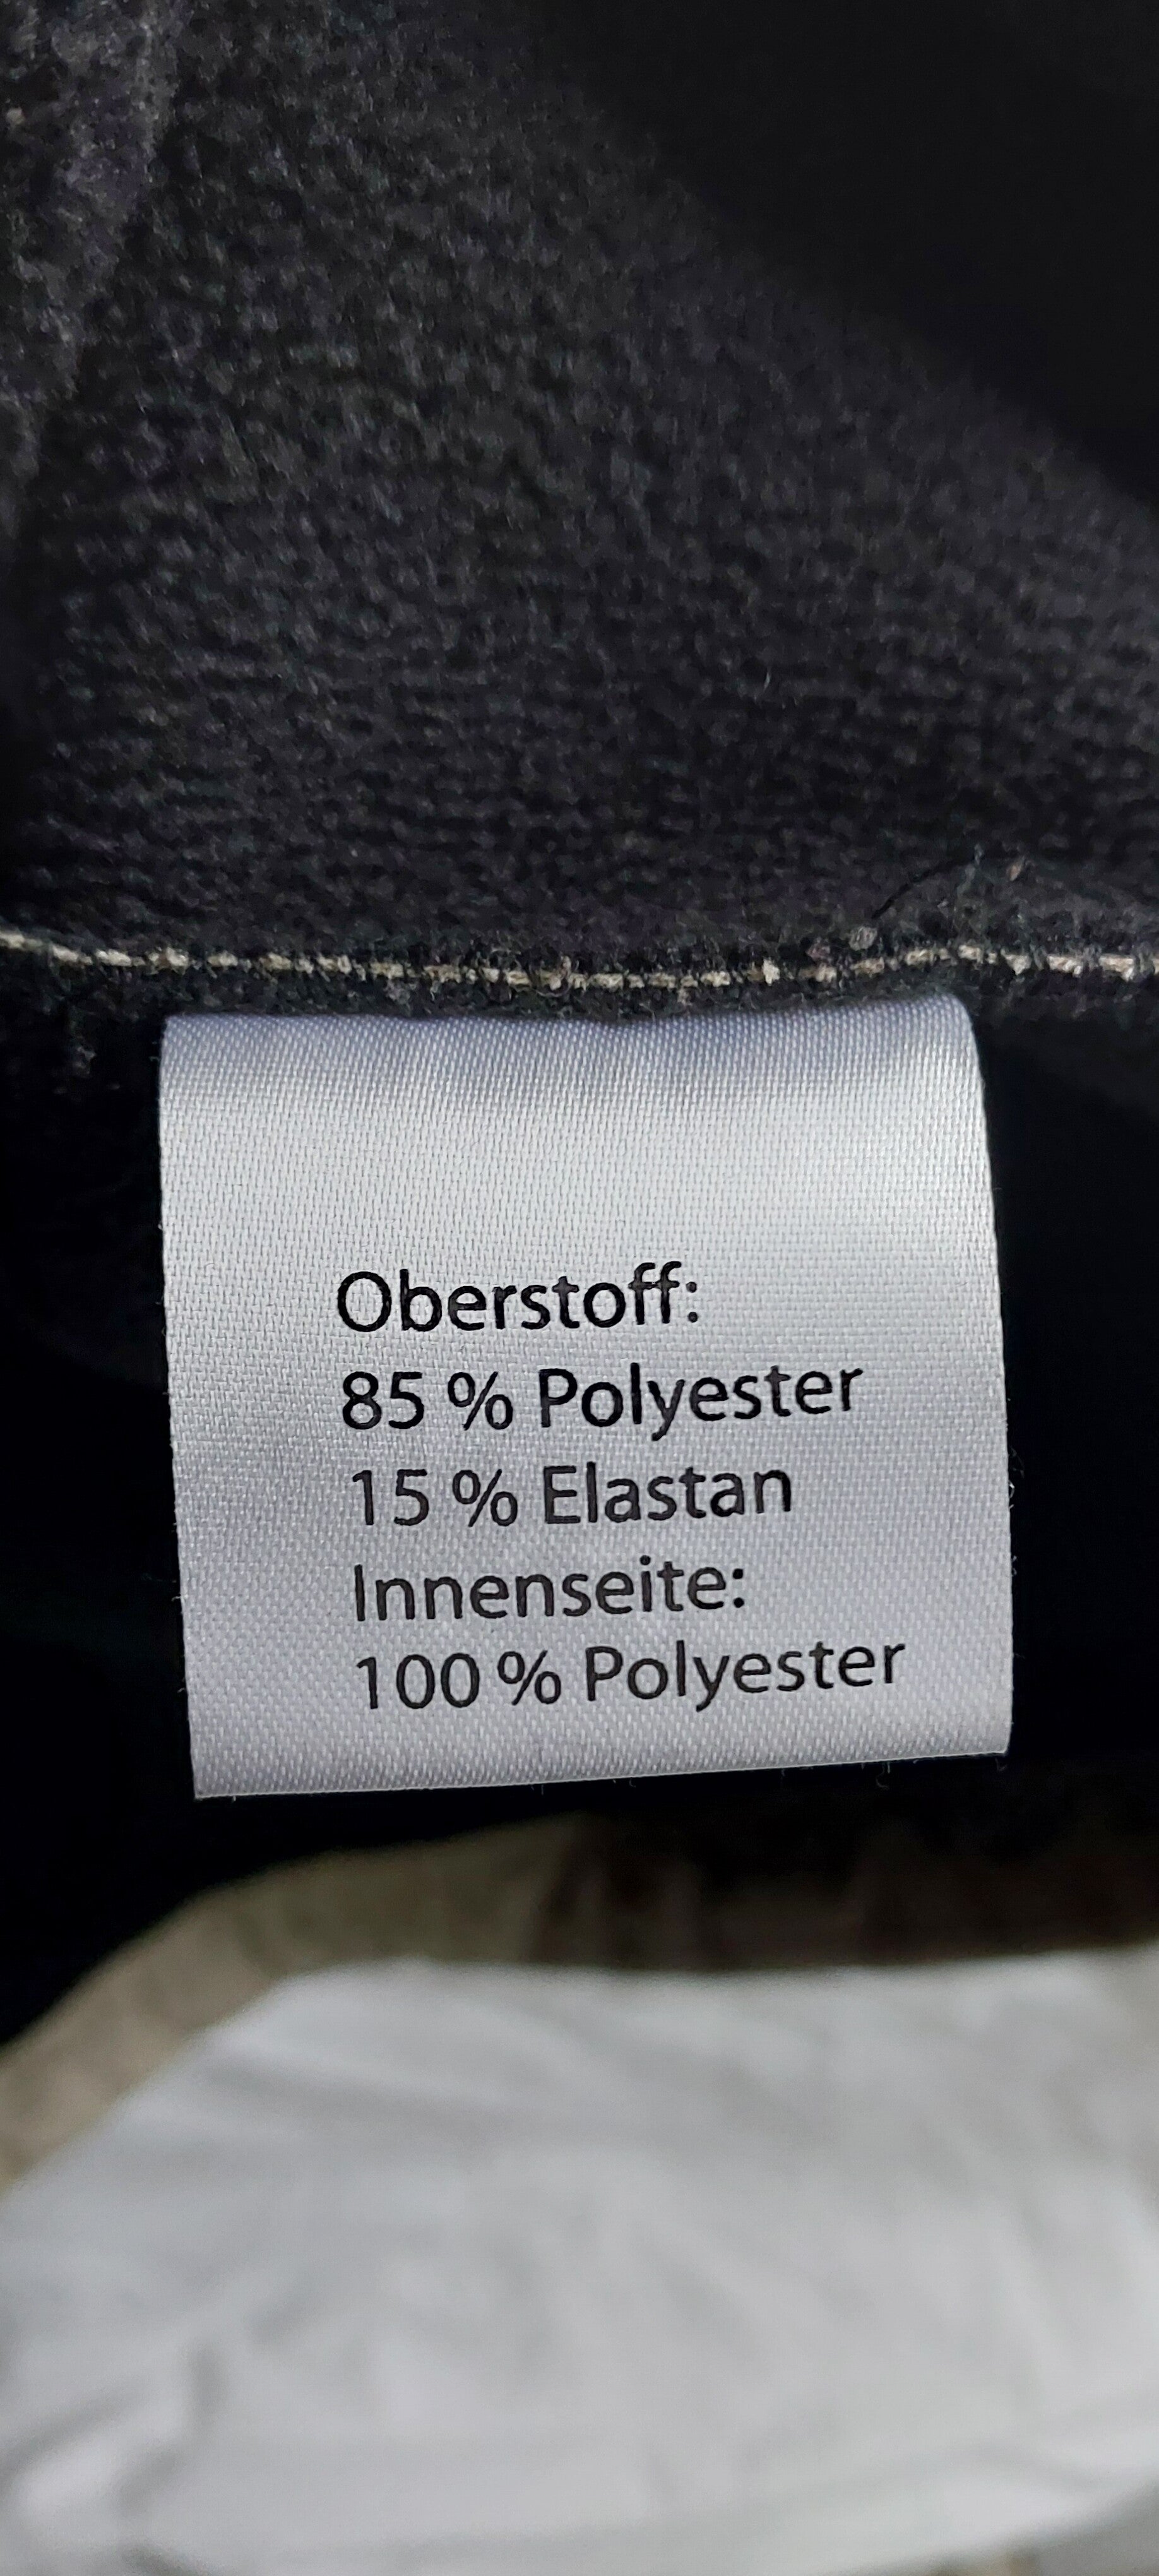 Oberstoff:
85 % Polyester
15 % Elastan
Innenseite:
100 % Polyester